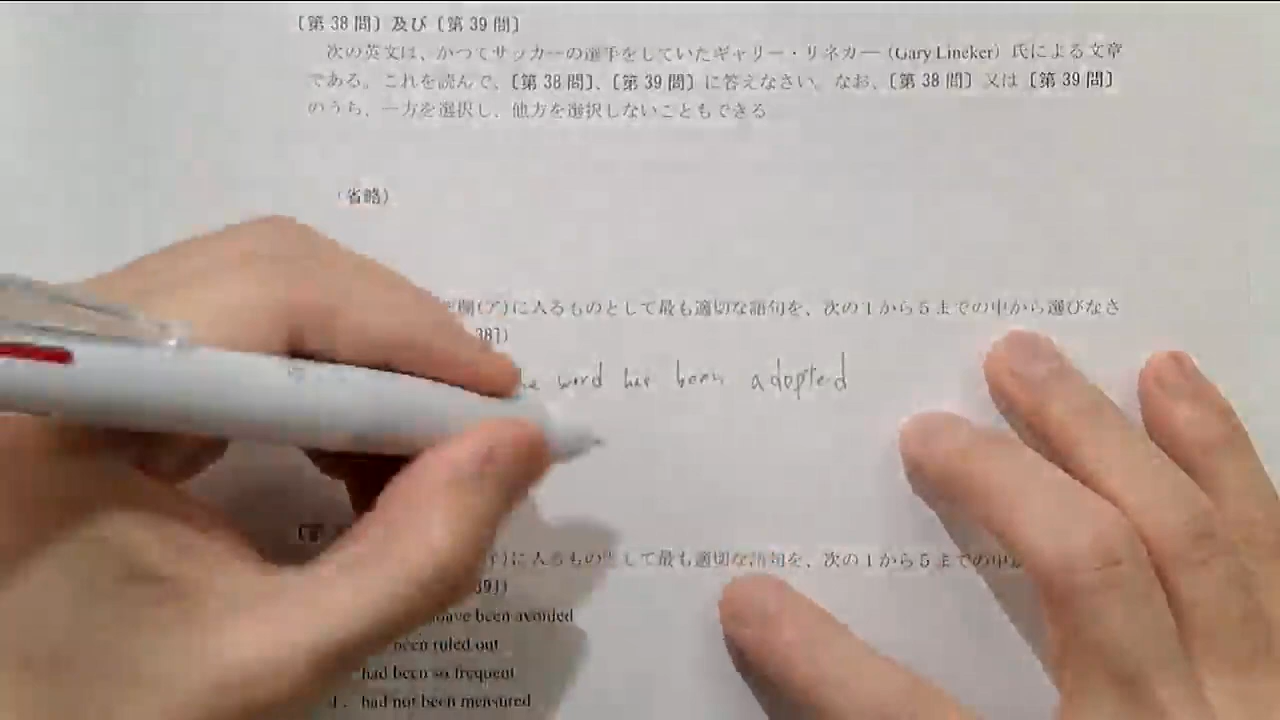 〔第 38 問〕及び〔第 39 問〕
次の英文は、かつてサッカーの選手をしていたギャリー・リネカー (Gary Lineker) 氏による文章
である。これを読んで、〔第 38 問〕、〔第 39 問〕に答えなさい。なお、〔第 38 問〕又は〔第 39 問〕
のうち、一方を選択し、他方を選択しないこともできる
(省略)
欄(ア)に入るものとして最も適切な語句を、次の 1 から 5 までの中から選びなさ
38])
word has been adopted
に入るものとして最も適切な語句を、次の 1 から 5 までの中
39])
have been avoided
been ruled out
had been so frequent
4. had not been measured